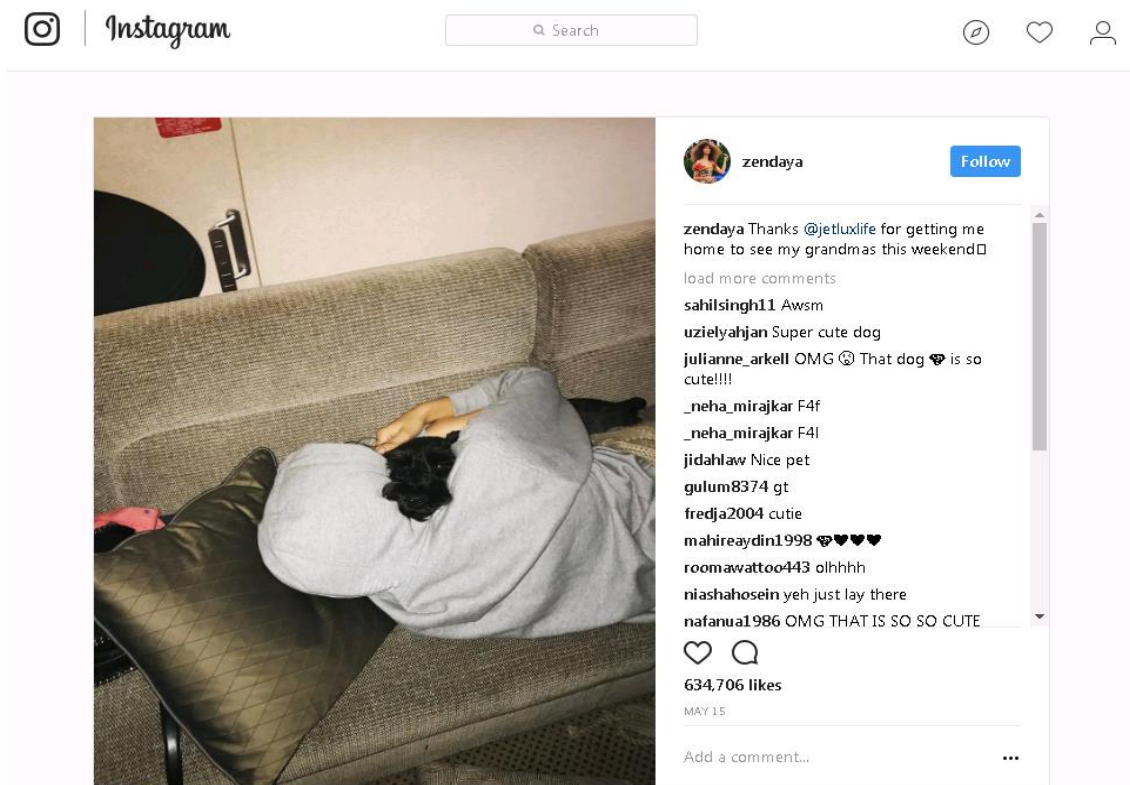 Instagram
Search
zendaya
Follow
zendaya Thanks @jetluxlife for getting me
home to see my grandmas this weekend
load more comments
sahilsingh11 Awsm
uzielyahjan Super cute dog
julianne_arkell OMG 😮 That dog 🐶 is so
cute!!!!
_neha_mirajkar F4f
_neha_mirajkar F4l
jidahlaw Nice pet
gulum8374 gt
fredja2004 cutie
mahireaydin1998 🐶♥♥♥
roomawattoo443 olhhhh
niashahosein yeh just lay there
nafanua1986 OMG THAT IS SO SO CUTE
634,706 likes
MAY 15
Add a comment...